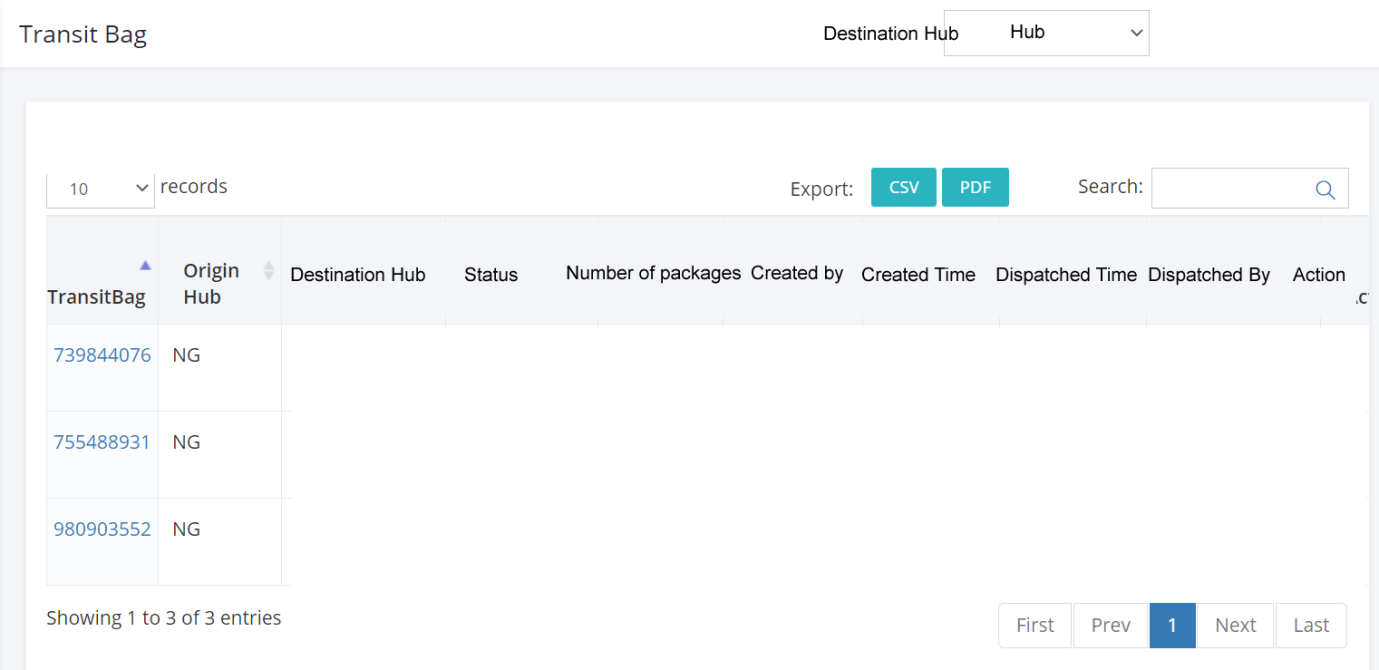 Transit Bag Destination Hub Hub
10 records Export: CSV PDF Search:
TransitBag Origin Hub Destination Hub Status Number of packages Created by Created Time Dispatched Time Dispatched By Action
739844076 NG
755488931 NG
980903552 NG
Showing 1 to 3 of 3 entries First Prev 1 Next Last